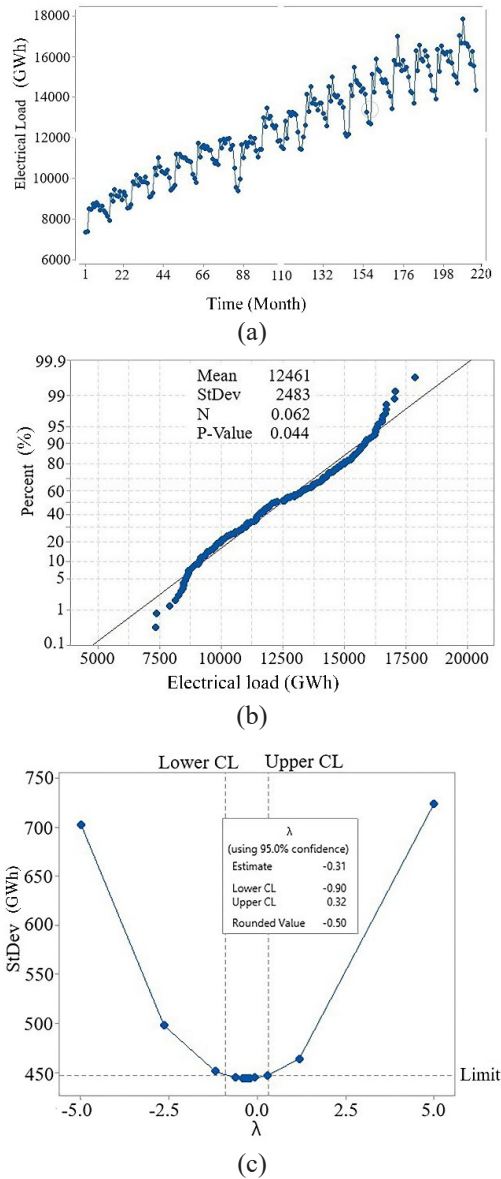 18000
16000
14000
12000
10000
8000
6000
Electrical Load (GWh)
1 22 44 66 88 110 132 154 176 198 220
Time (Month)
(a)
99.9
99
95
90
80
60
40
20
10
5
1
0.1
Percent (%)
Mean 12461
StDev 2483
N 0.062
P-Value 0.044
5000 7500 10000 12500 15000 17500 20000
Electrical load (GWh)
(b)
Lower CL Upper CL
750
700
650
600
550
500
450
StDev (GWh)
λ
(using 95.0% confidence)
Estimate -0.31
Lower CL -0.90
Upper CL 0.32
Rounded Value -0.50
Limit
-5.0 -2.5 0.0 2.5 5.0
λ
(c)